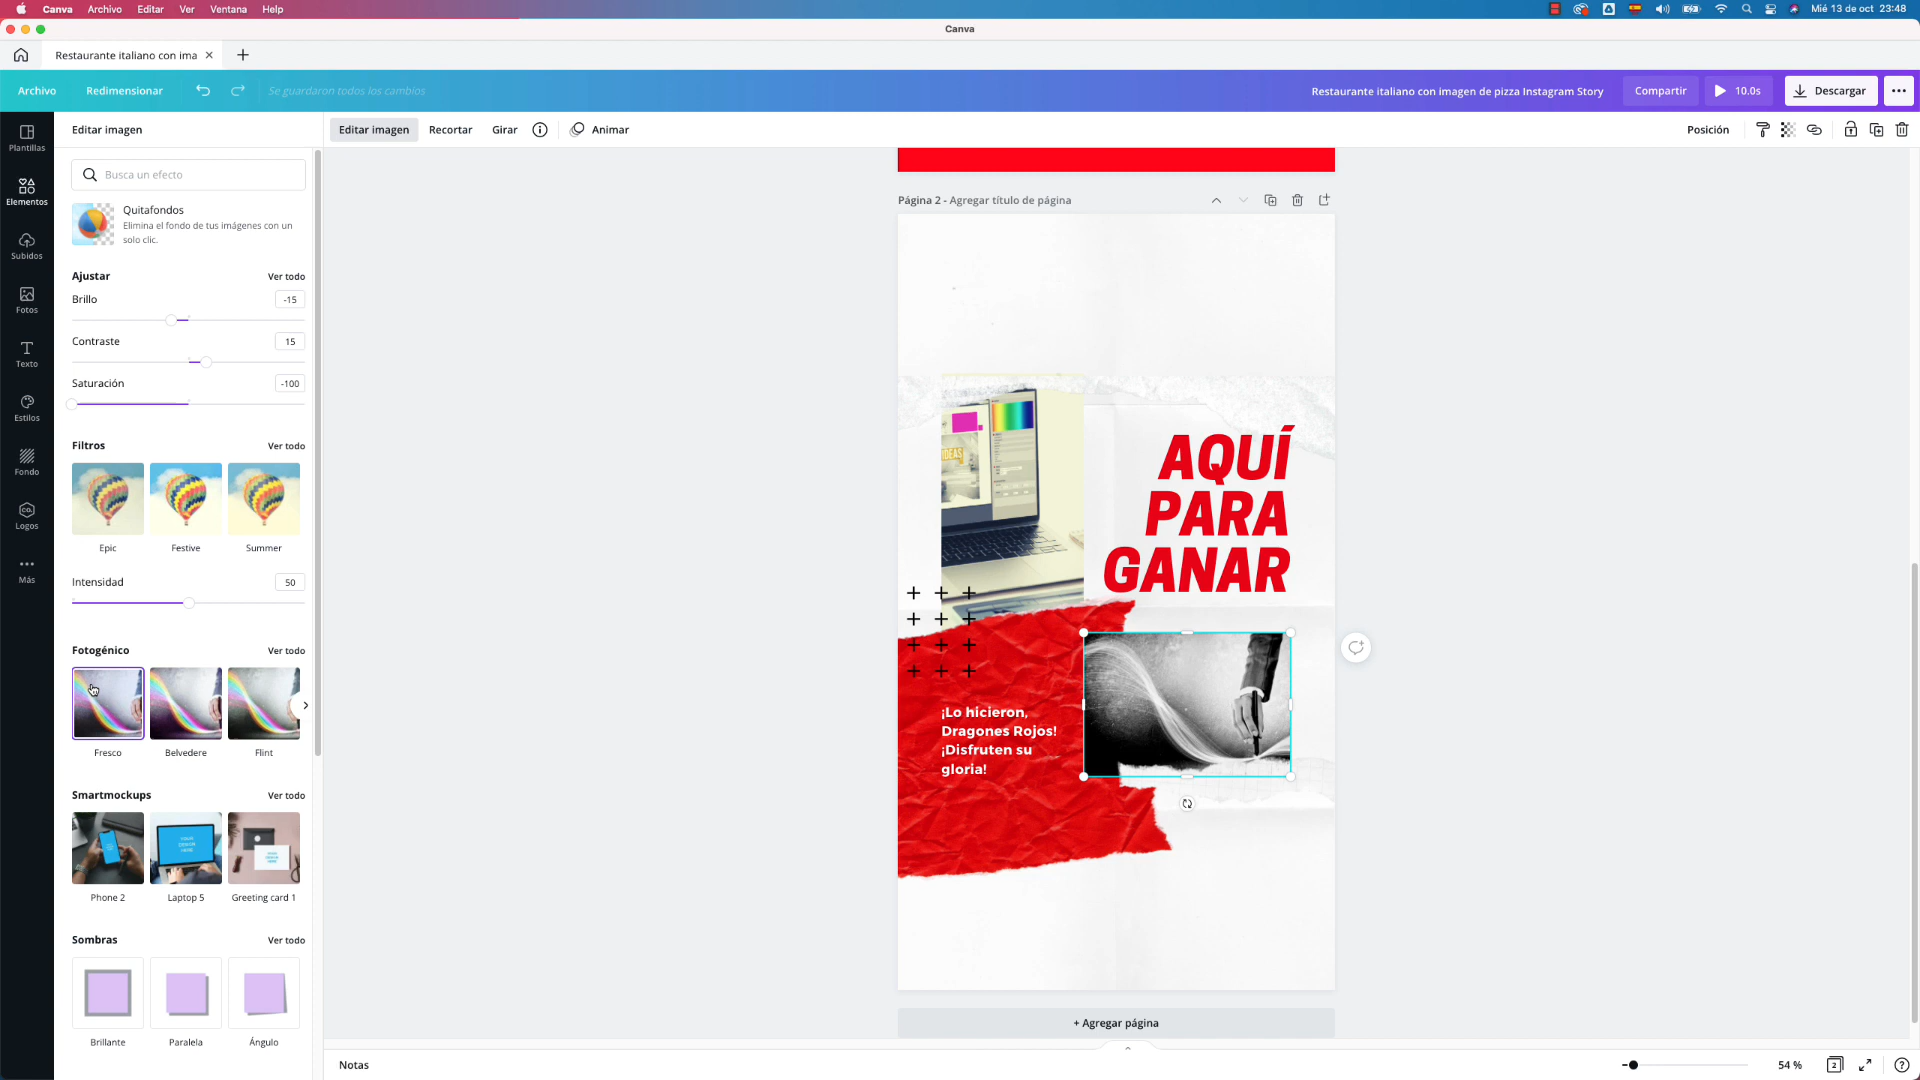 Canva Archivo Editar Ver Ventana Help Mié 13 de oct 23:48
Canva
Restaurante italiano con ima
Archivo Redimensionar Se guardaron todos los cambios Restaurante italiano con imagen de pizza Instagram Story Compartir 10.0s Descargar
Editar imagen Editar imagen Recortar Girar Animar Posición
Plantillas
Elementos
Subidos
Fotos
Texto
Estilos
Fondo
CO.
Logos
Más
Busca un efecto
Quitafondos
Elimina el fondo de tus imágenes con un
solo clic.
Ajustar Ver todo
Brillo -15
Contraste 15
Saturación -100
Filtros Ver todo
Epic Festive Summer
Intensidad 50
Fotogénico Ver todo
Fresco Belvedere Flint
Smartmockups Ver todo
Phone 2 Laptop 5 Greeting card 1
Sombras Ver todo
Brillante Paralela Ángulo
Página 2 - Agregar título de página
IDEAS
AQUÍ
PARA
GANAR
¡Lo hicieron,
Dragones Rojos!
¡Disfruten su
gloria!
+ Agregar página
Notas 54 % 2